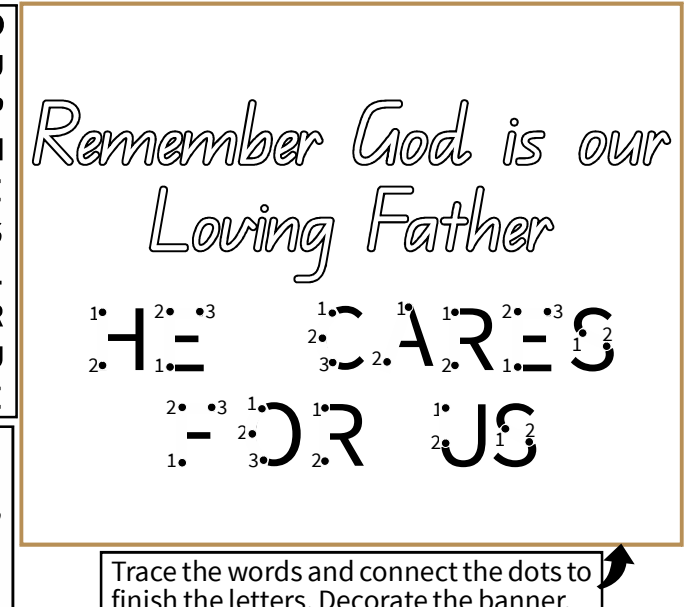 Remember God is our
Loving Father
HE CARES
FOR US
Trace the words and connect the dots to
finish the letters. Decorate the banner